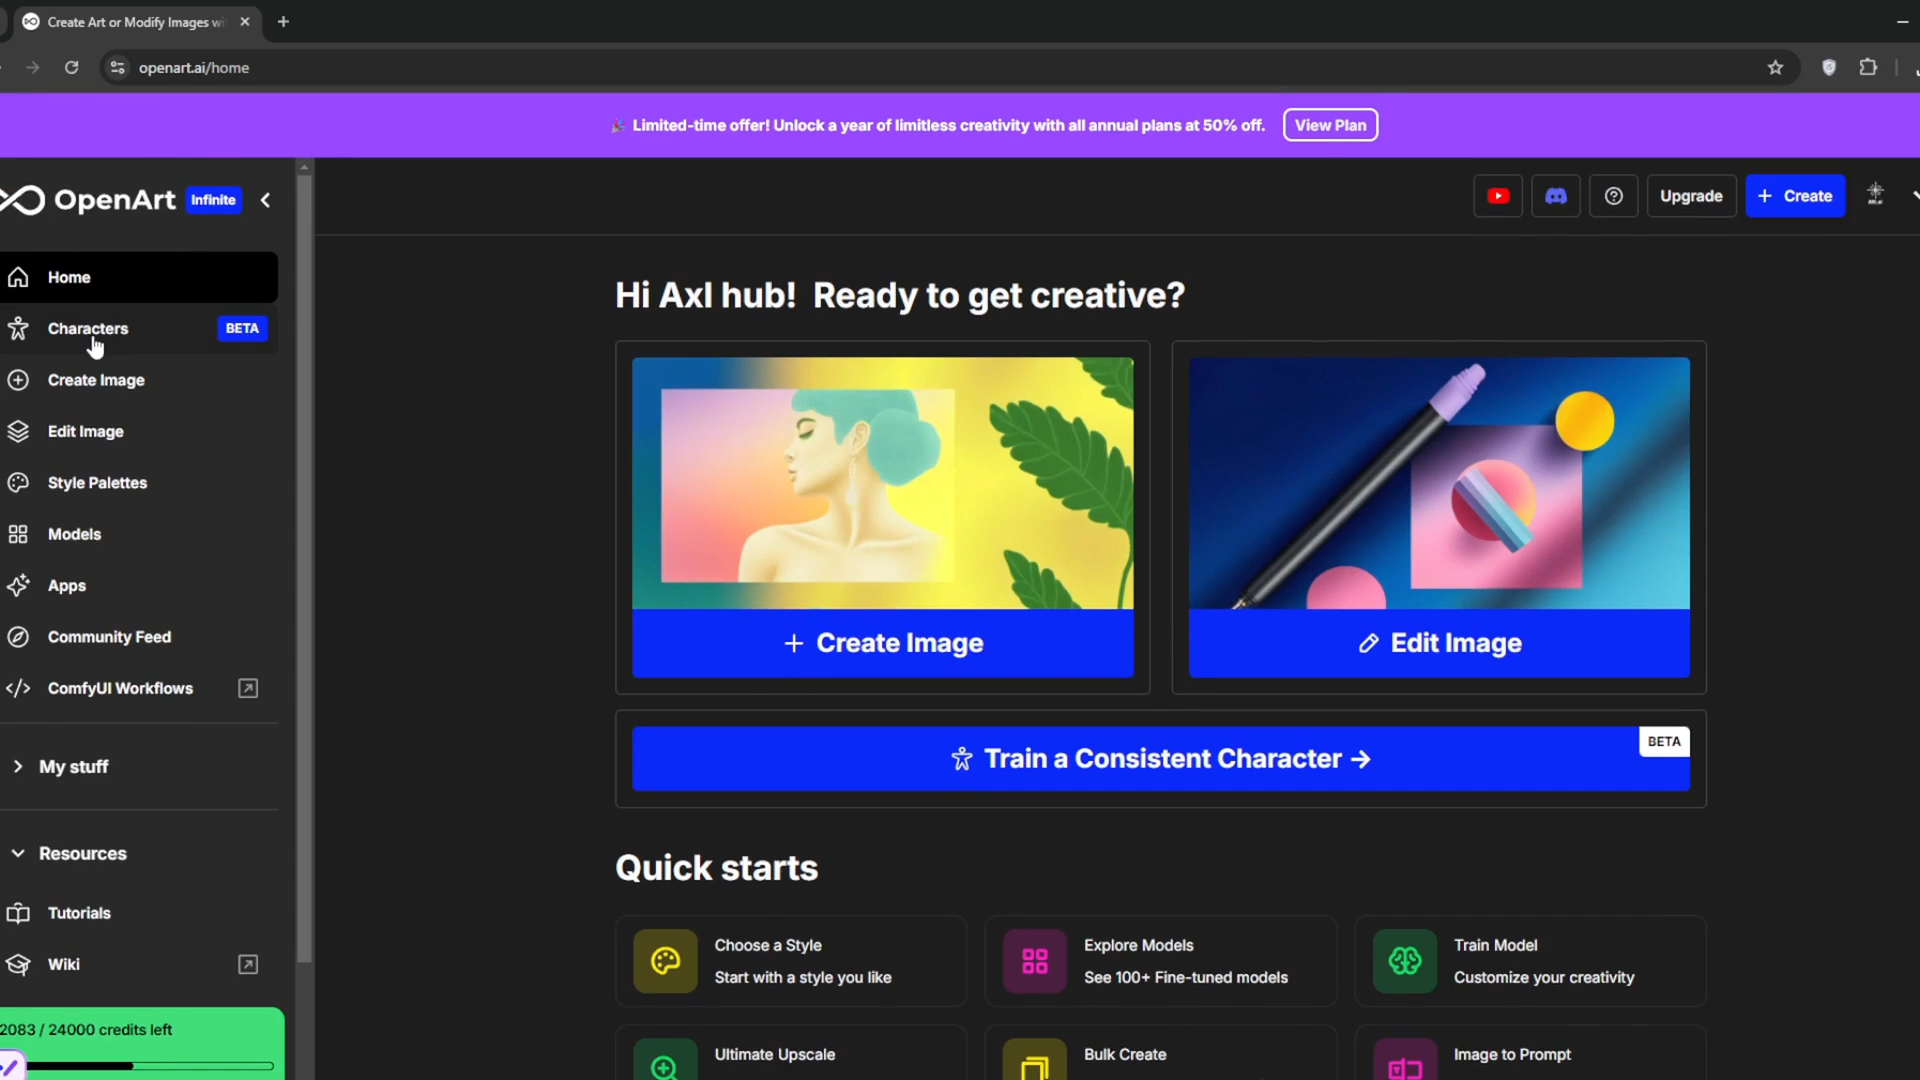 Create Art or Modify Images wi
openart.ai/home
Limited-time offer! Unlock a year of limitless creativity with all annual plans at 50% off.
View Plan
OpenArt
Infinite
Upgrade
+ Create
Home
Characters
BETA
Create Image
Edit Image
Style Palettes
Models
Apps
Community Feed
ComfyUI Workflows
My stuff
Resources
Tutorials
Wiki
2083 / 24000 credits left
Hi Axl hub! Ready to get creative?
+ Create Image
Edit Image
Train a Consistent Character →
BETA
Quick starts
Choose a Style
Start with a style you like
Explore Models
See 100+ Fine-tuned models
Train Model
Customize your creativity
Ultimate Upscale
Bulk Create
Image to Prompt